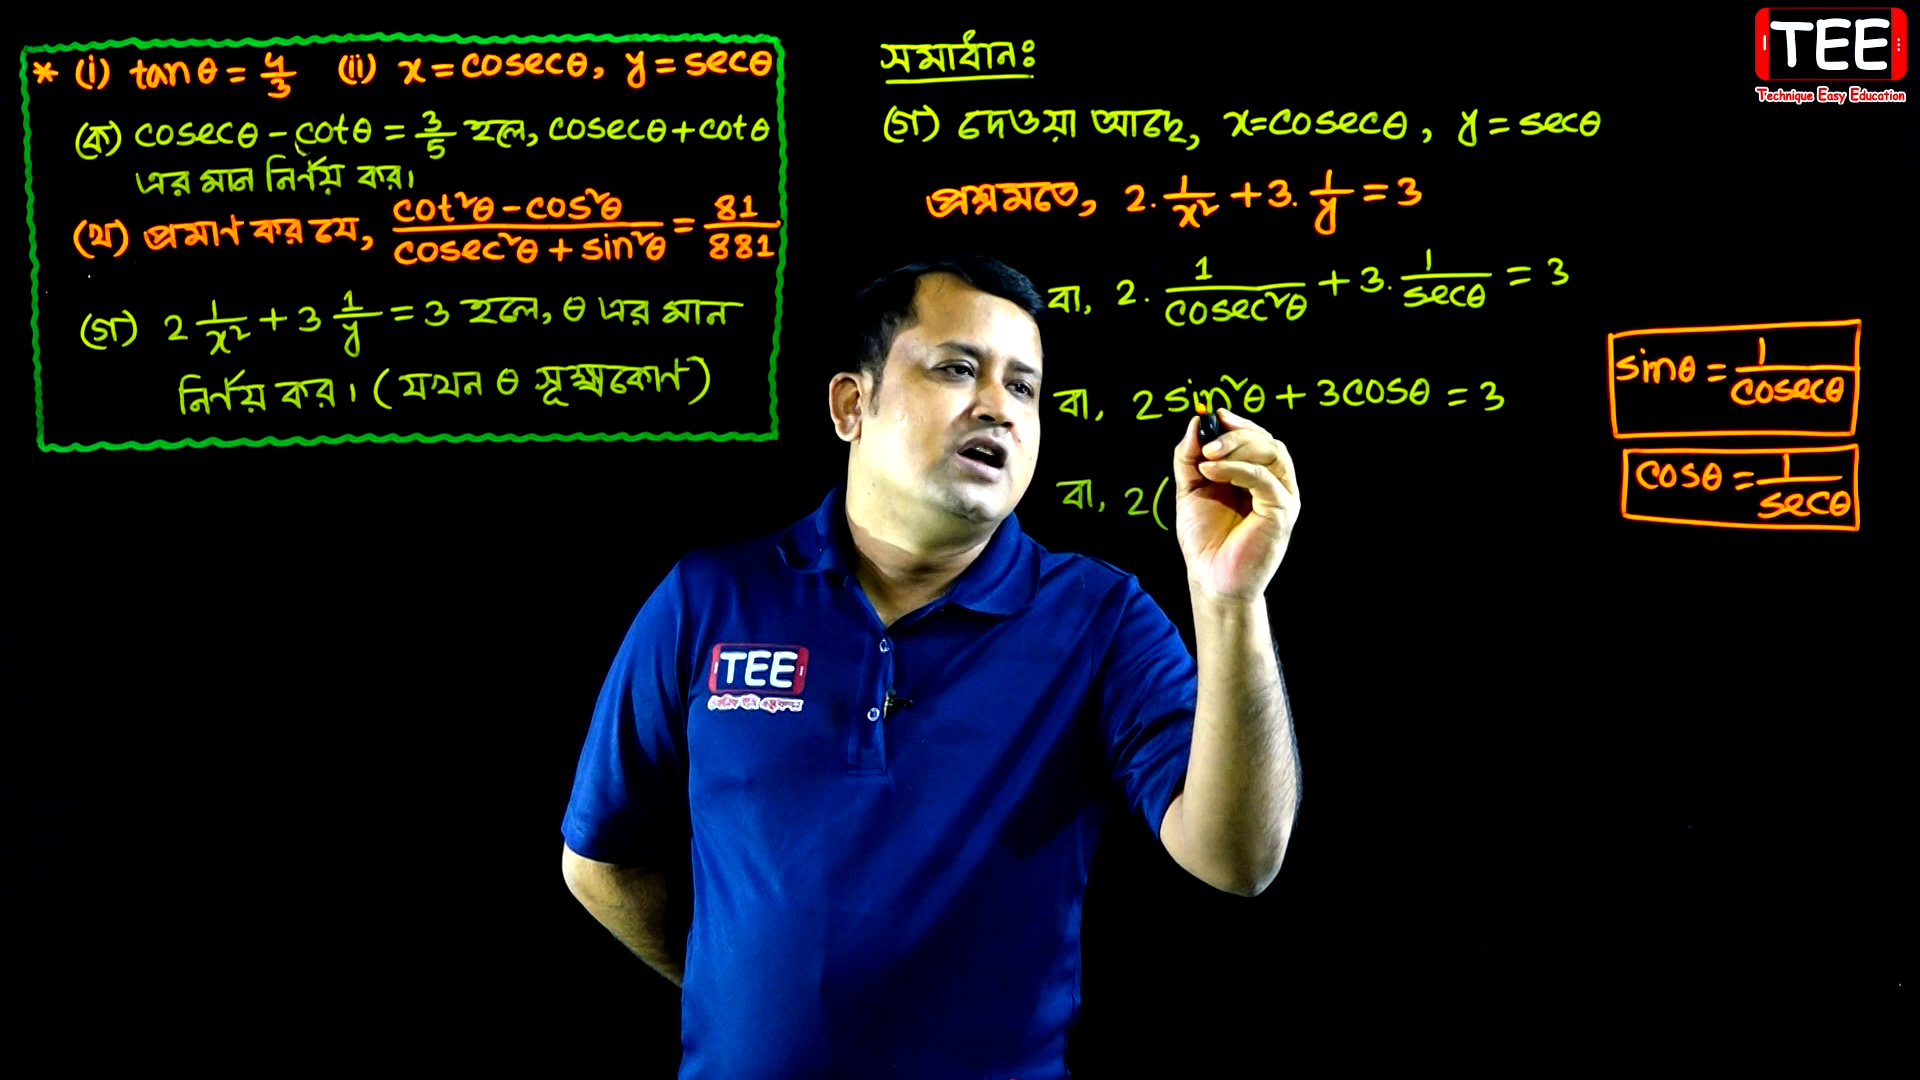 * (i) tanθ = 4/3 (ii) x = cosecθ, y = secθ
(ক) cosecθ - cotθ = 3/5 হলে, cosecθ + cotθ
এর মান নির্ণয় কর।
(খ) প্রমাণ কর যে, (cot²θ - cos²θ)/(cosec²θ + sin²θ) = 81/881
(গ) 2 1/x² + 3 1/y = 3 হলে, θ এর মান
নির্ণয় কর। (যখন θ সূক্ষ্মকোণ)
সমাধান:
(গ) দেওয়া আছে, x = cosecθ, y = secθ
প্রশ্নমতে, 2. 1/x² + 3. 1/y = 3
বা, 2. 1/cosec²θ + 3. 1/secθ = 3
বা, 2sin²θ + 3cosθ = 3
বা, 2(
sinθ = 1/cosecθ
cosθ = 1/secθ
TEE
Technique Easy Education
TEE